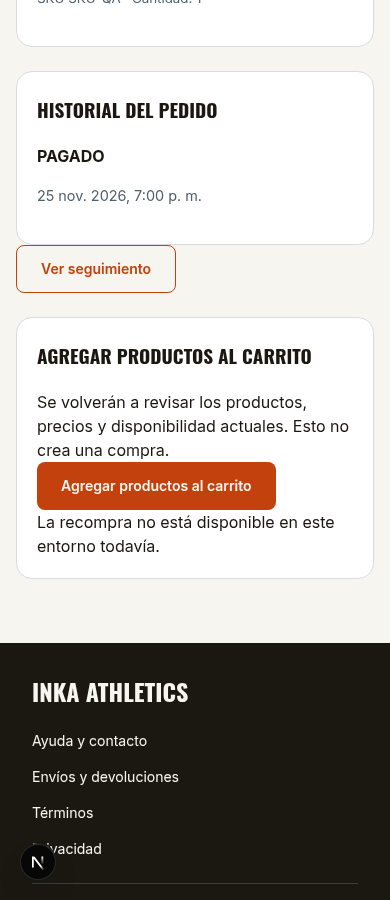 HISTORIAL DEL PEDIDO
PAGADO
25 nov. 2026, 7:00 p. m.
Ver seguimiento
AGREGAR PRODUCTOS AL CARRITO
Se volverán a revisar los productos,
precios y disponibilidad actuales. Esto no
crea una compra.
Agregar productos al carrito
La recompra no está disponible en este
entorno todavía.
INKA ATHLETICS
Ayuda y contacto
Envíos y devoluciones
Términos
N